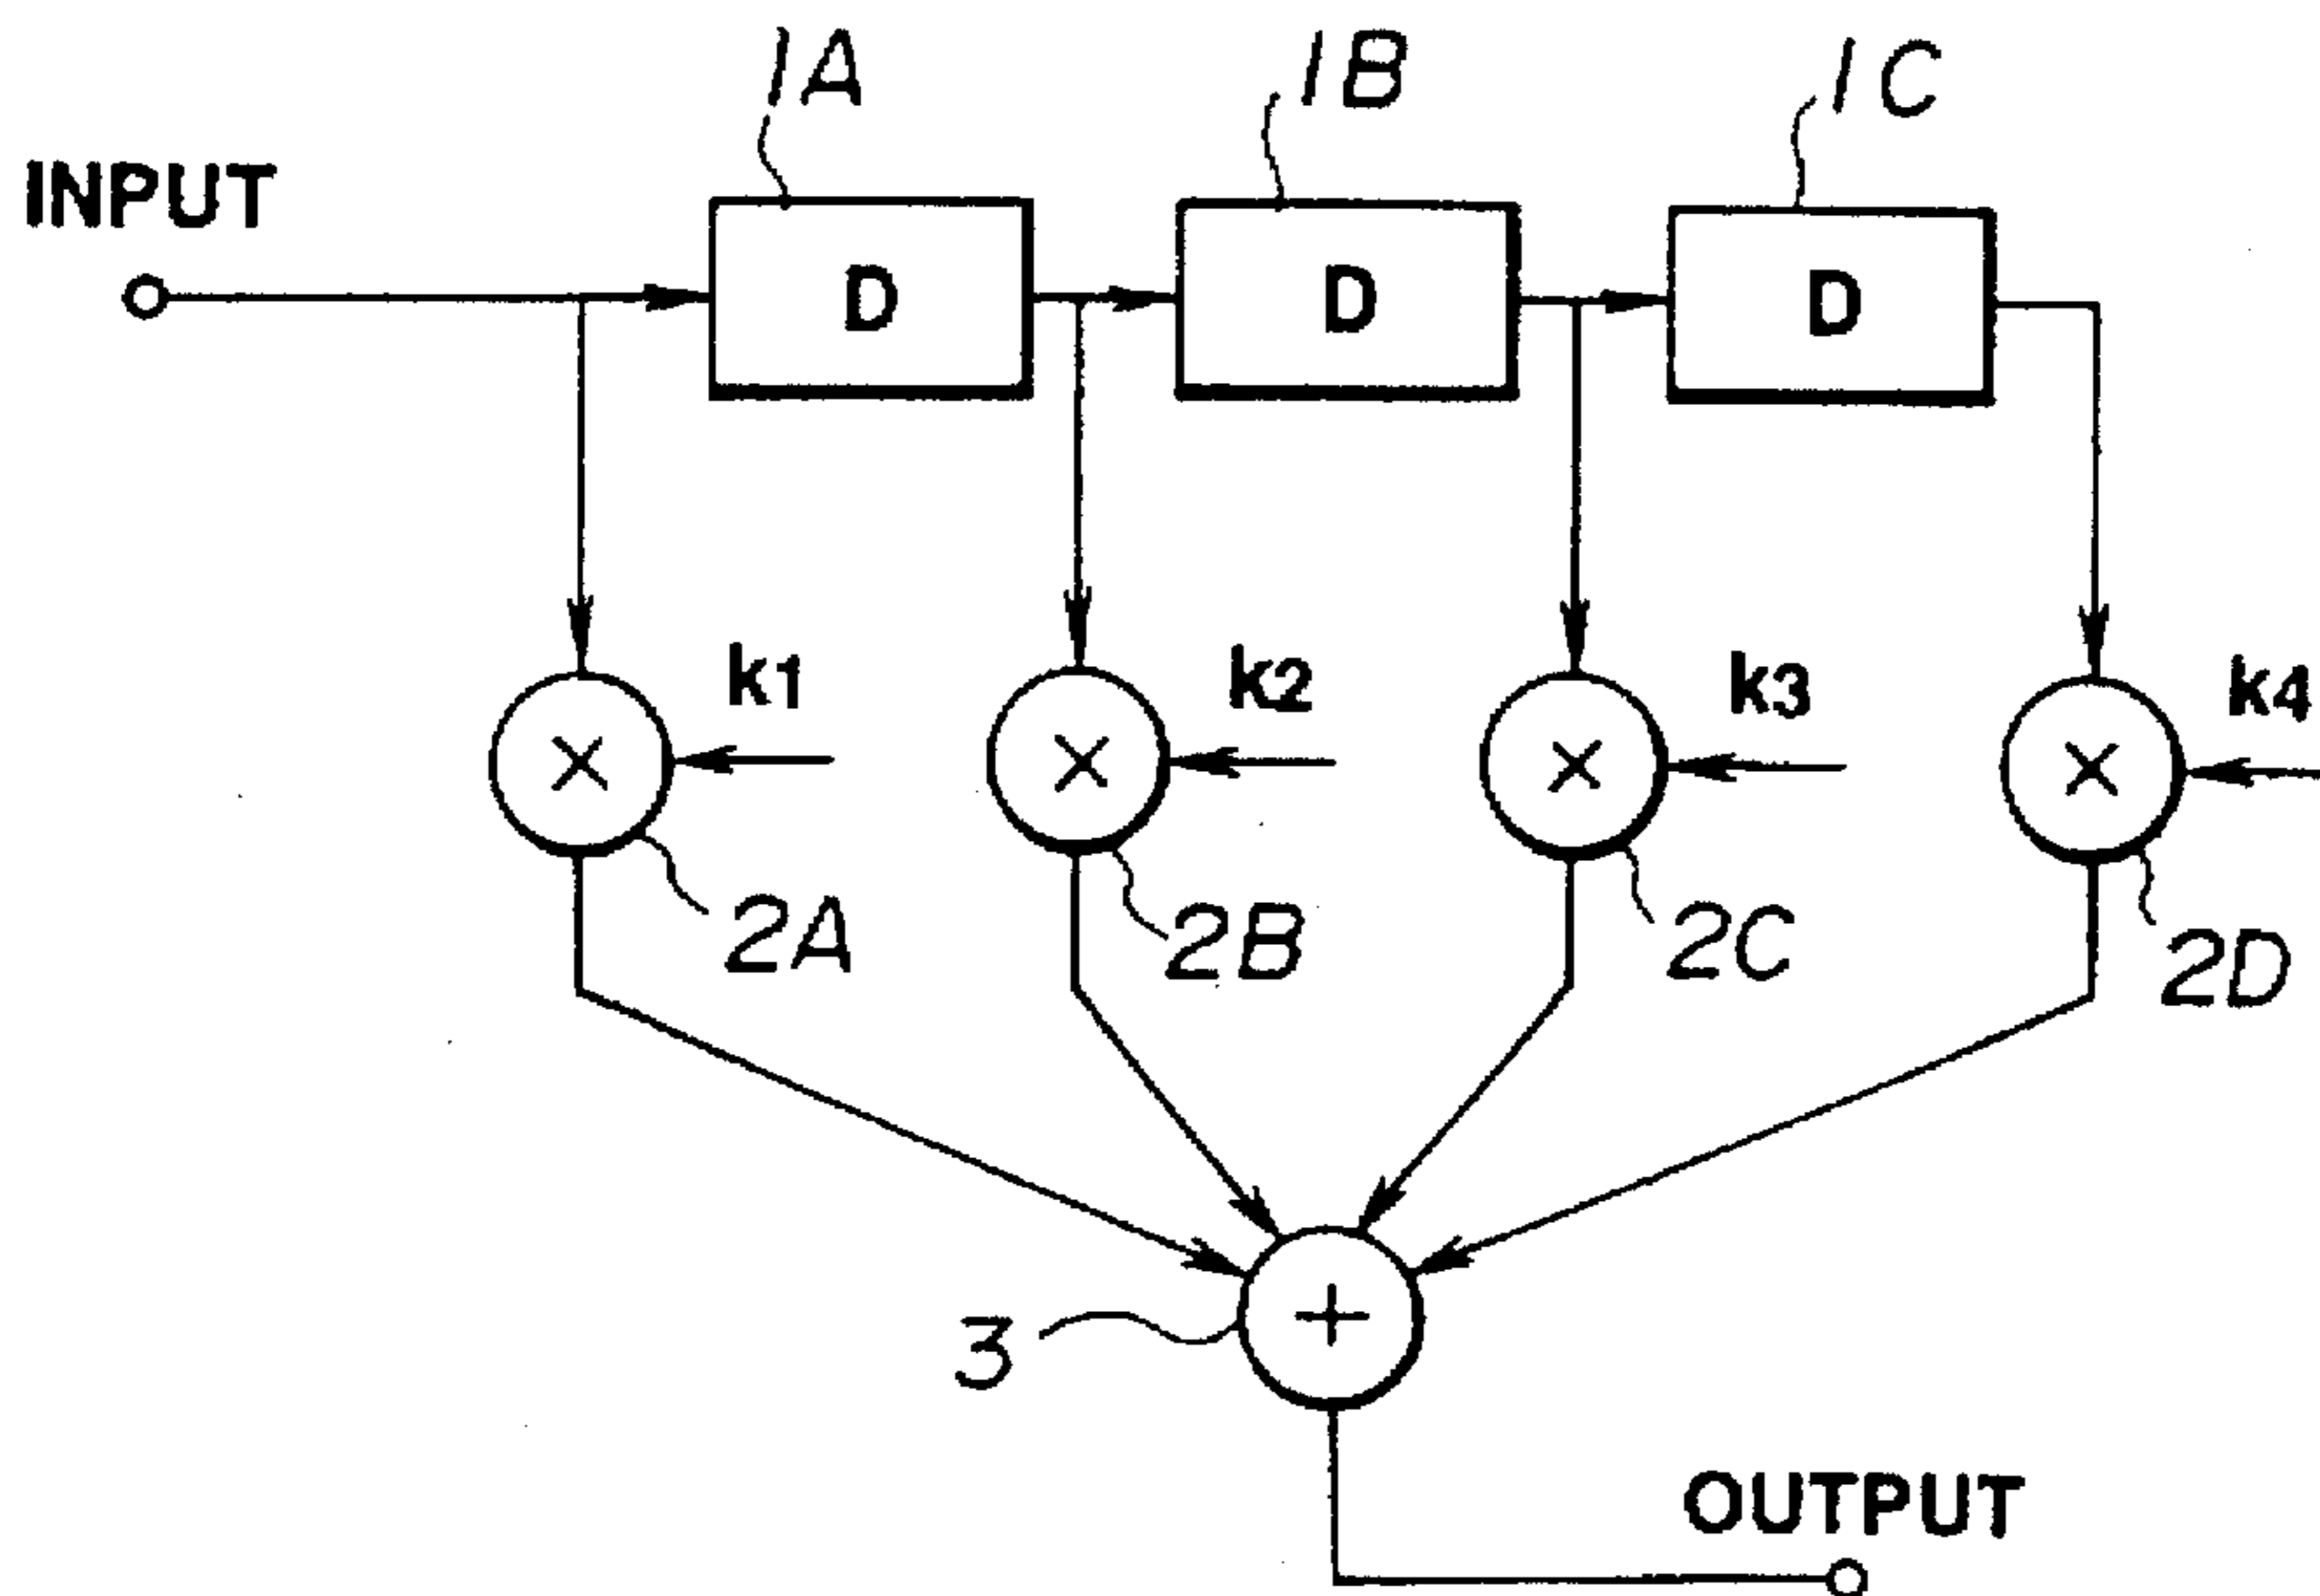 1A
1B
1C
INPUT
D
D
D
k1
k2
k3
k4
×
×
×
×
2A
2B
2C
2D
+
3
OUTPUT